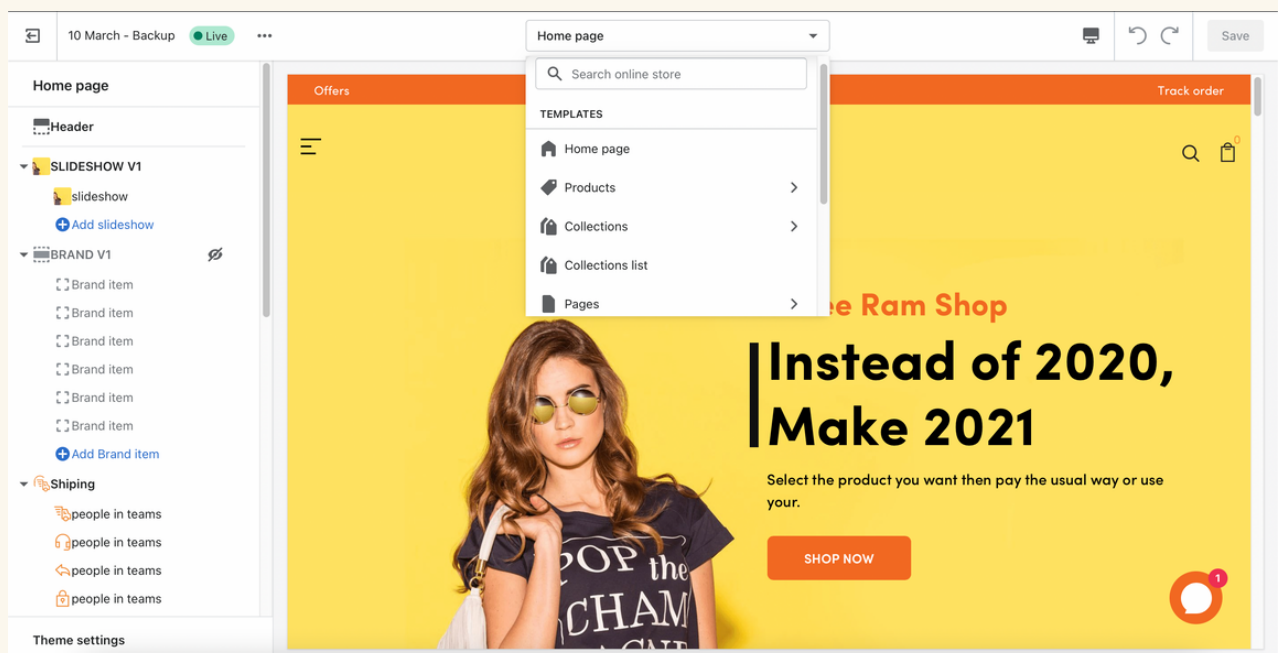 10 March - Backup
Live
Home page
Save
Home page
Header
SLIDESHOW V1
slideshow
Add slideshow
BRAND V1
Brand item
Brand item
Brand item
Brand item
Brand item
Brand item
Add Brand item
Shiping
people in teams
people in teams
people in teams
people in teams
Theme settings
Search online store
TEMPLATES
Home page
Products
Collections
Collections list
Pages
Offers
Track order
0
Ram Shop
Instead of 2020,
Make 2021
Select the product you want then pay the usual way or use
your.
SHOP NOW
POP the
1